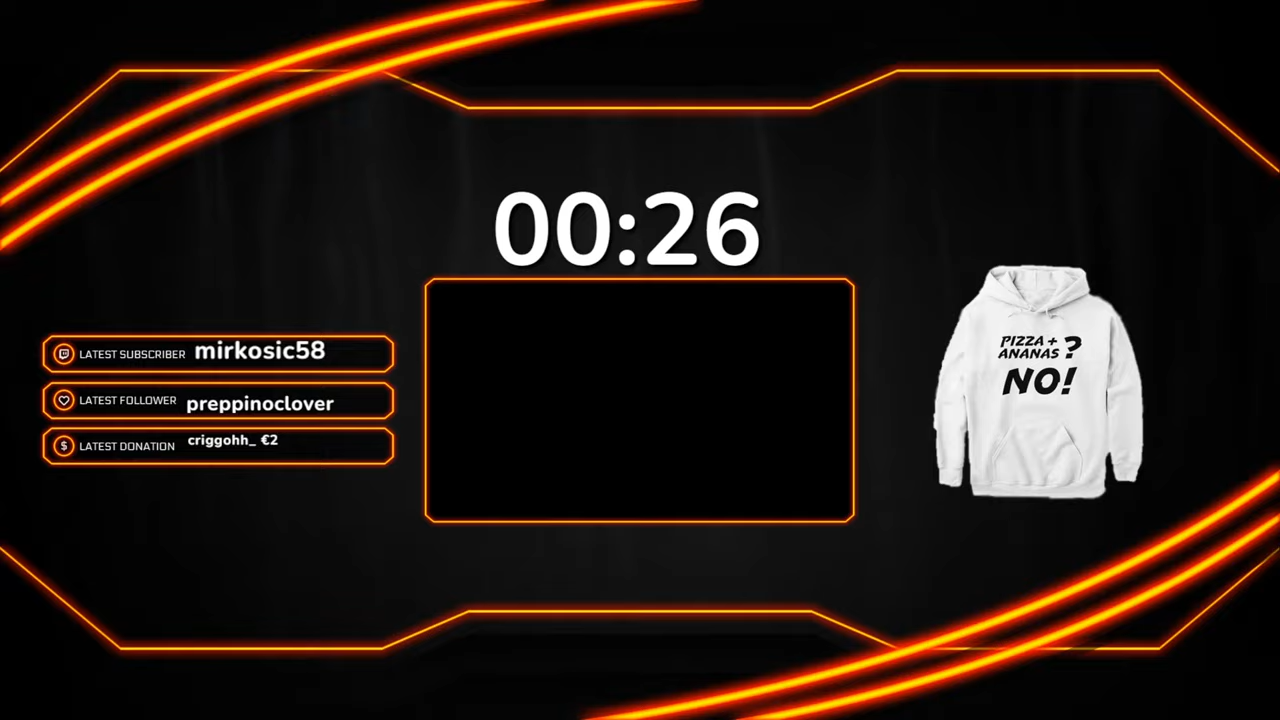 00:26
LATEST SUBSCRIBER mirkosic58
LATEST FOLLOWER preppinoclover
LATEST DONATION criggohh_ €2
PIZZA +
ANANAS ?
NO!